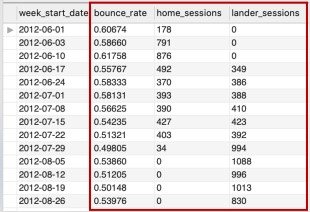 week_start_date bounce_rate home_sessions lander_sessions
2012-06-01 0.60674 178 0
2012-06-03 0.58660 791 0
2012-06-10 0.61758 876 0
2012-06-17 0.55767 492 349
2012-06-24 0.58333 370 386
2012-07-01 0.58131 393 388
2012-07-08 0.56625 390 410
2012-07-15 0.54235 427 423
2012-07-22 0.51321 403 392
2012-07-29 0.49805 34 994
2012-08-05 0.53860 0 1088
2012-08-12 0.51205 0 996
2012-08-19 0.50148 0 1013
2012-08-26 0.53976 0 830